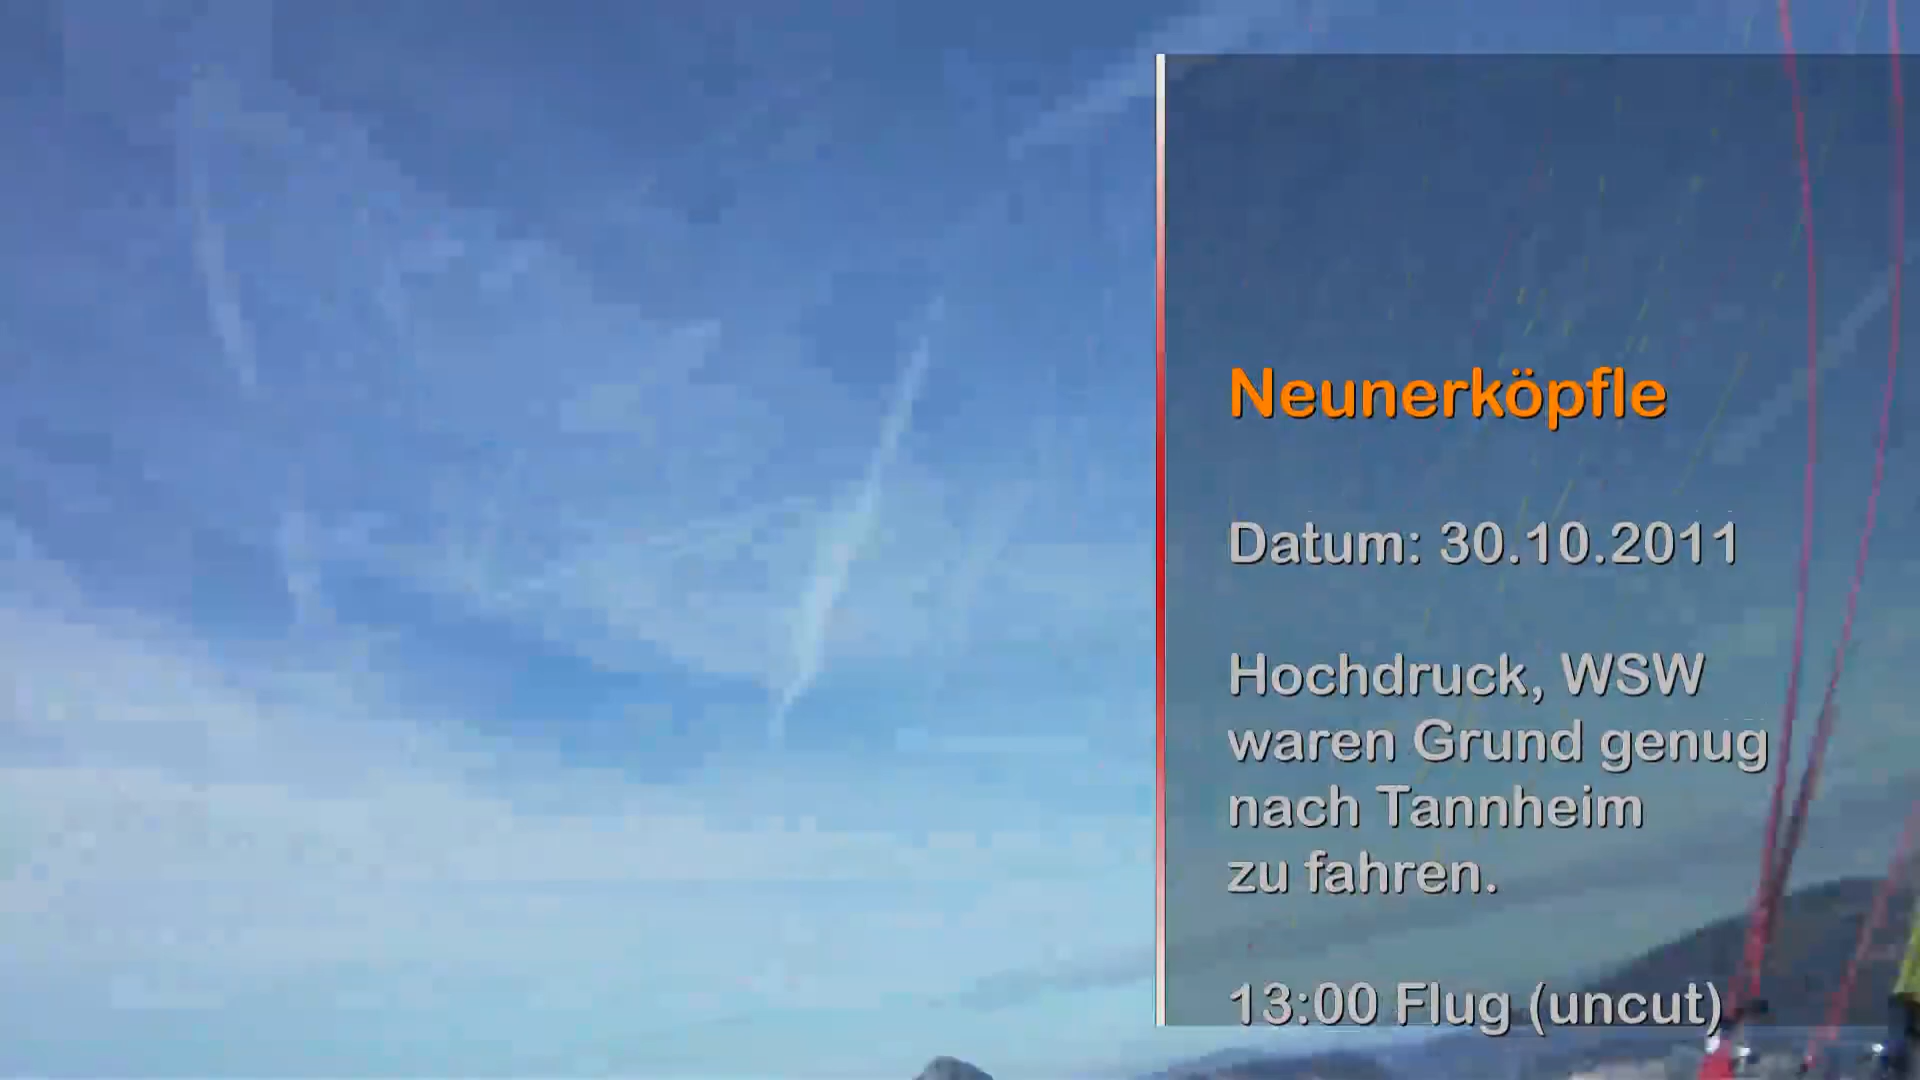 Neunerköpfle
Datum: 30.10.2011
Hochdruck, WSW
waren Grund genug
nach Tannheim
zu fahren.
13:00 Flug (uncut)